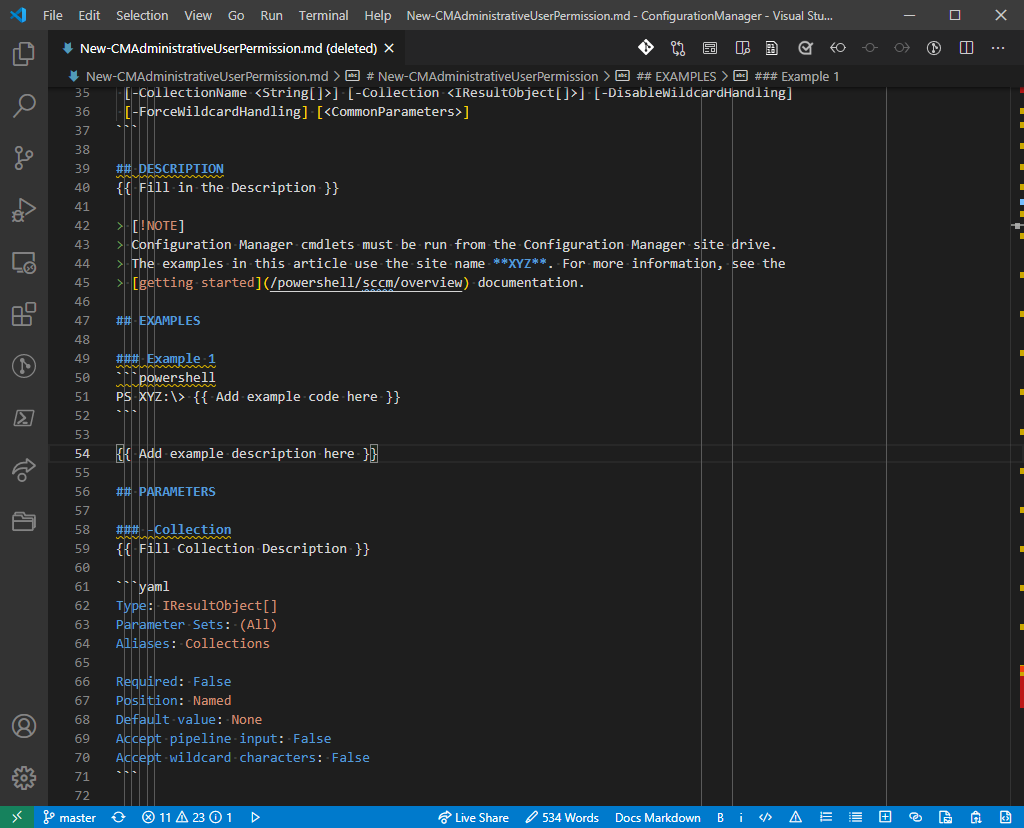 File Edit Selection View Go Run Terminal Help New-CMAdministrativeUserPermission.md - ConfigurationManager - Visual Stu...
New-CMAdministrativeUserPermission.md (deleted)
New-CMAdministrativeUserPermission.md > # New-CMAdministrativeUserPermission > ## EXAMPLES > ### Example 1
35 [-CollectionName <String[]>] [-Collection <IResultObject[]>] [-DisableWildcardHandling]
36 [-ForceWildcardHandling] [<CommonParameters>]
37 ```
38
39 ## DESCRIPTION
40 {{ Fill in the Description }}
41
42 > [!NOTE]
43 > Configuration Manager cmdlets must be run from the Configuration Manager site drive.
44 > The examples in this article use the site name **XYZ**. For more information, see the
45 > [getting started](/powershell/sccm/overview) documentation.
46
47 ## EXAMPLES
48
49 ### Example 1
50 ```powershell
51 PS XYZ:\> {{ Add example code here }}
52 ```
53
54 {{ Add example description here }}
55
56 ## PARAMETERS
57
58 ### -Collection
59 {{ Fill Collection Description }}
60
61 ```yaml
62 Type: IResultObject[]
63 Parameter Sets: (All)
64 Aliases: Collections
65
66 Required: False
67 Position: Named
68 Default value: None
69 Accept pipeline input: False
70 Accept wildcard characters: False
71 ```
72
master 11 23 1 Live Share 534 Words Docs Markdown B i